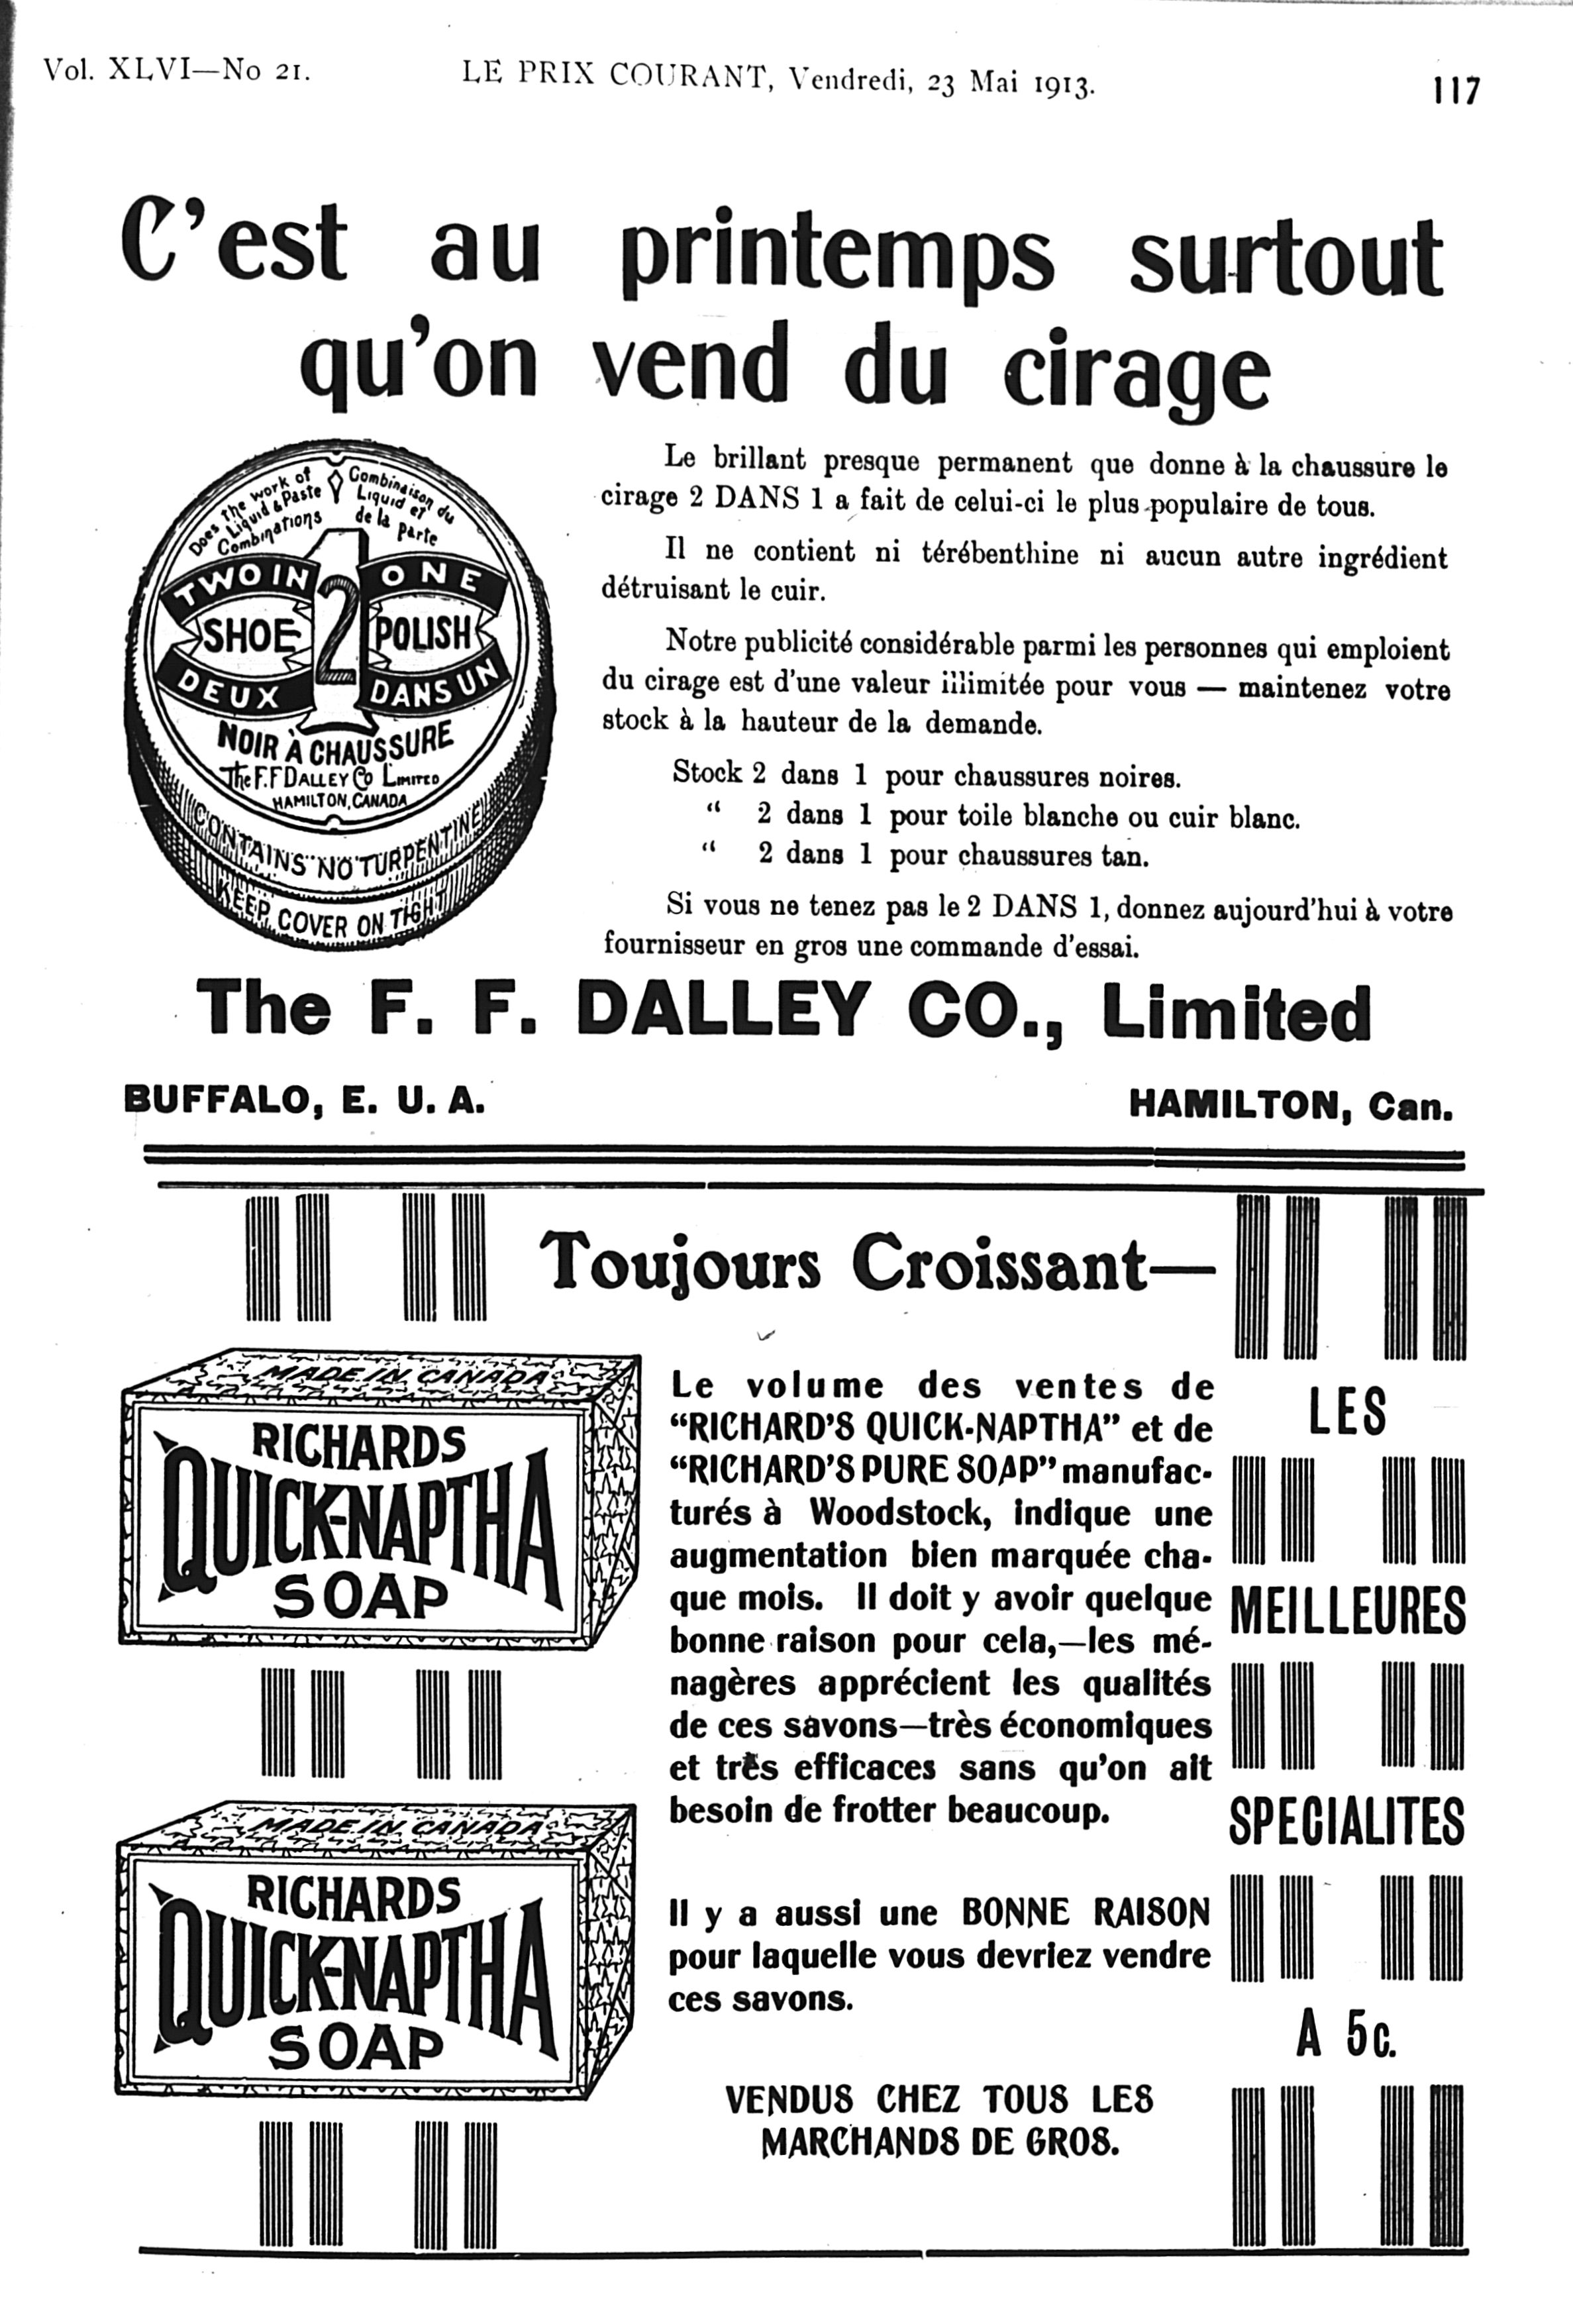 Vol. XLVI—No 21.
LE PRIX COURANT, Vendredi, 23 Mai 1913.
117
C'est au printemps surtout
qu'on vend du cirage
Does the work of
Liquid & Paste
Combinations
Combinaison du
Liquid et
de la parte
TWO IN 1 ONE
SHOE 2 POLISH
DEUX DANS UN
NOIR À CHAUSSURE
The F.F DALLEY Co LIMITED
HAMILTON, CANADA
CONTAINS NO TURPENTINE
KEEP COVER ON TIGHT
Le brillant presque permanent que donne à la chaussure le
cirage 2 DANS 1 a fait de celui-ci le plus populaire de tous.
Il ne contient ni térébenthine ni aucun autre ingrédient
détruisant le cuir.
Notre publicité considérable parmi les personnes qui emploient
du cirage est d'une valeur illimitée pour vous — maintenez votre
stock à la hauteur de la demande.
Stock 2 dans 1 pour chaussures noires.
“ 2 dans 1 pour toile blanche ou cuir blanc.
“ 2 dans 1 pour chaussures tan.
Si vous ne tenez pas le 2 DANS 1, donnez aujourd'hui à votre
fournisseur en gros une commande d'essai.
The F. F. DALLEY CO., Limited
BUFFALO, E. U. A.
HAMILTON, Can.
Toujours Croissant—
MADE IN CANADA
RICHARDS
QUICK-NAPTHA
SOAP
MADE IN CANADA
RICHARDS
QUICK-NAPTHA
SOAP
Le volume des ventes de
“RICHARD'S QUICK-NAPTHA” et de
“RICHARD'S PURE SOAP” manufac-
turés à Woodstock, indique une
augmentation bien marquée cha-
que mois. Il doit y avoir quelque
bonne raison pour cela,—les mé-
nagères apprécient les qualités
de ces savons—très économiques
et très efficaces sans qu'on ait
besoin de frotter beaucoup.
Il y a aussi une BONNE RAISON
pour laquelle vous devriez vendre
ces savons.
VENDUS CHEZ TOUS LES
MARCHANDS DE GROS.
LES
MEILLEURES
SPECIALITES
A 5c.